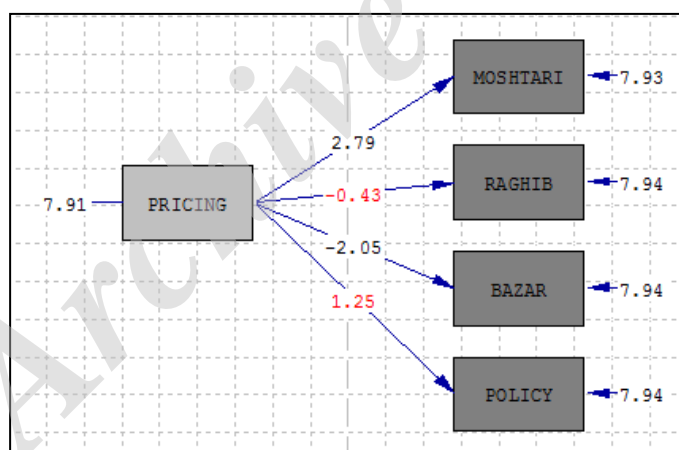 MOSHTARI
7.93
2.79
RAGHIB
7.94
-0.43
7.91
PRICING
-2.05
BAZAR
7.94
1.25
POLICY
7.94
Archive